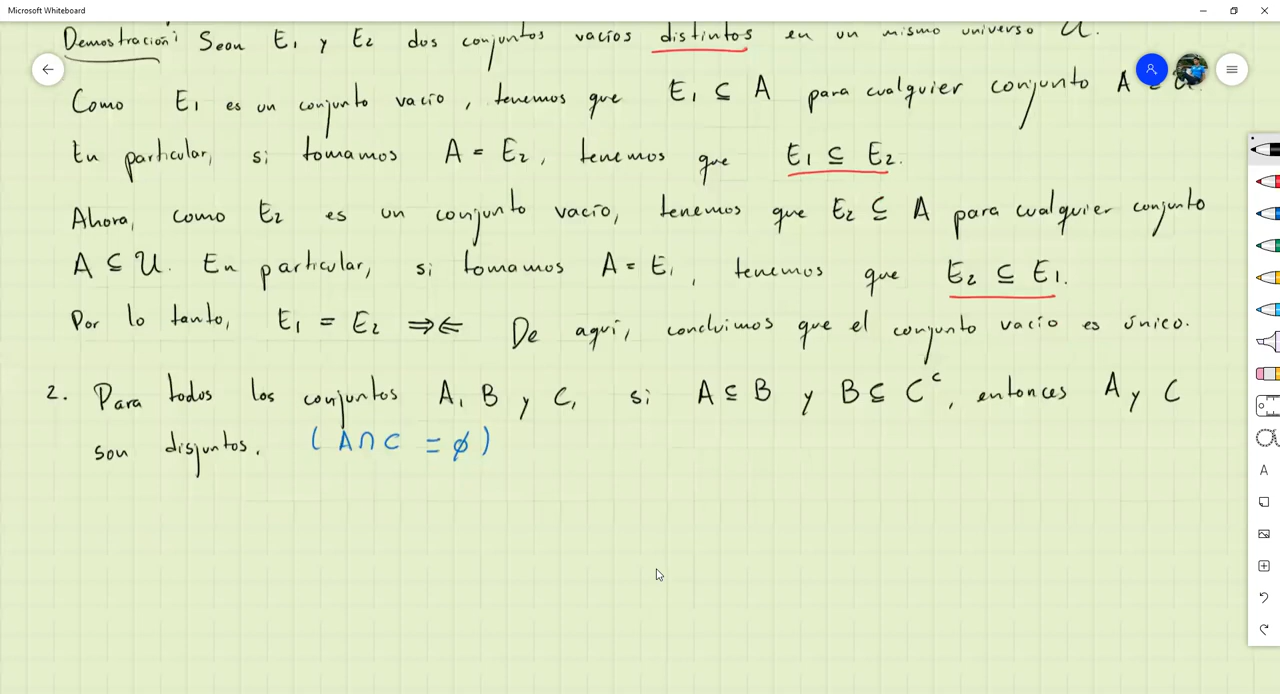 Microsoft Whiteboard
Demostración: Sean E₁ y E₂ dos conjuntos vacíos distintos en un mismo universo U.
Como E₁ es un conjunto vacío, tenemos que E₁ ⊆ A para cualquier conjunto A
En particular, si tomamos A = E₂, tenemos que E₁ ⊆ E₂.
Ahora, como E₂ es un conjunto vacío, tenemos que E₂ ⊆ A para cualquier conjunto
A ⊆ U. En particular, si tomamos A = E₁, tenemos que E₂ ⊆ E₁.
Por lo tanto, E₁ = E₂ ⇒⇐ De aquí, concluimos que el conjunto vacío es único.
2. Para todos los conjuntos A, B y C, si A ⊆ B y B ⊆ Cᶜ, entonces A y C
son disjuntos. (A∩C = ∅)
A